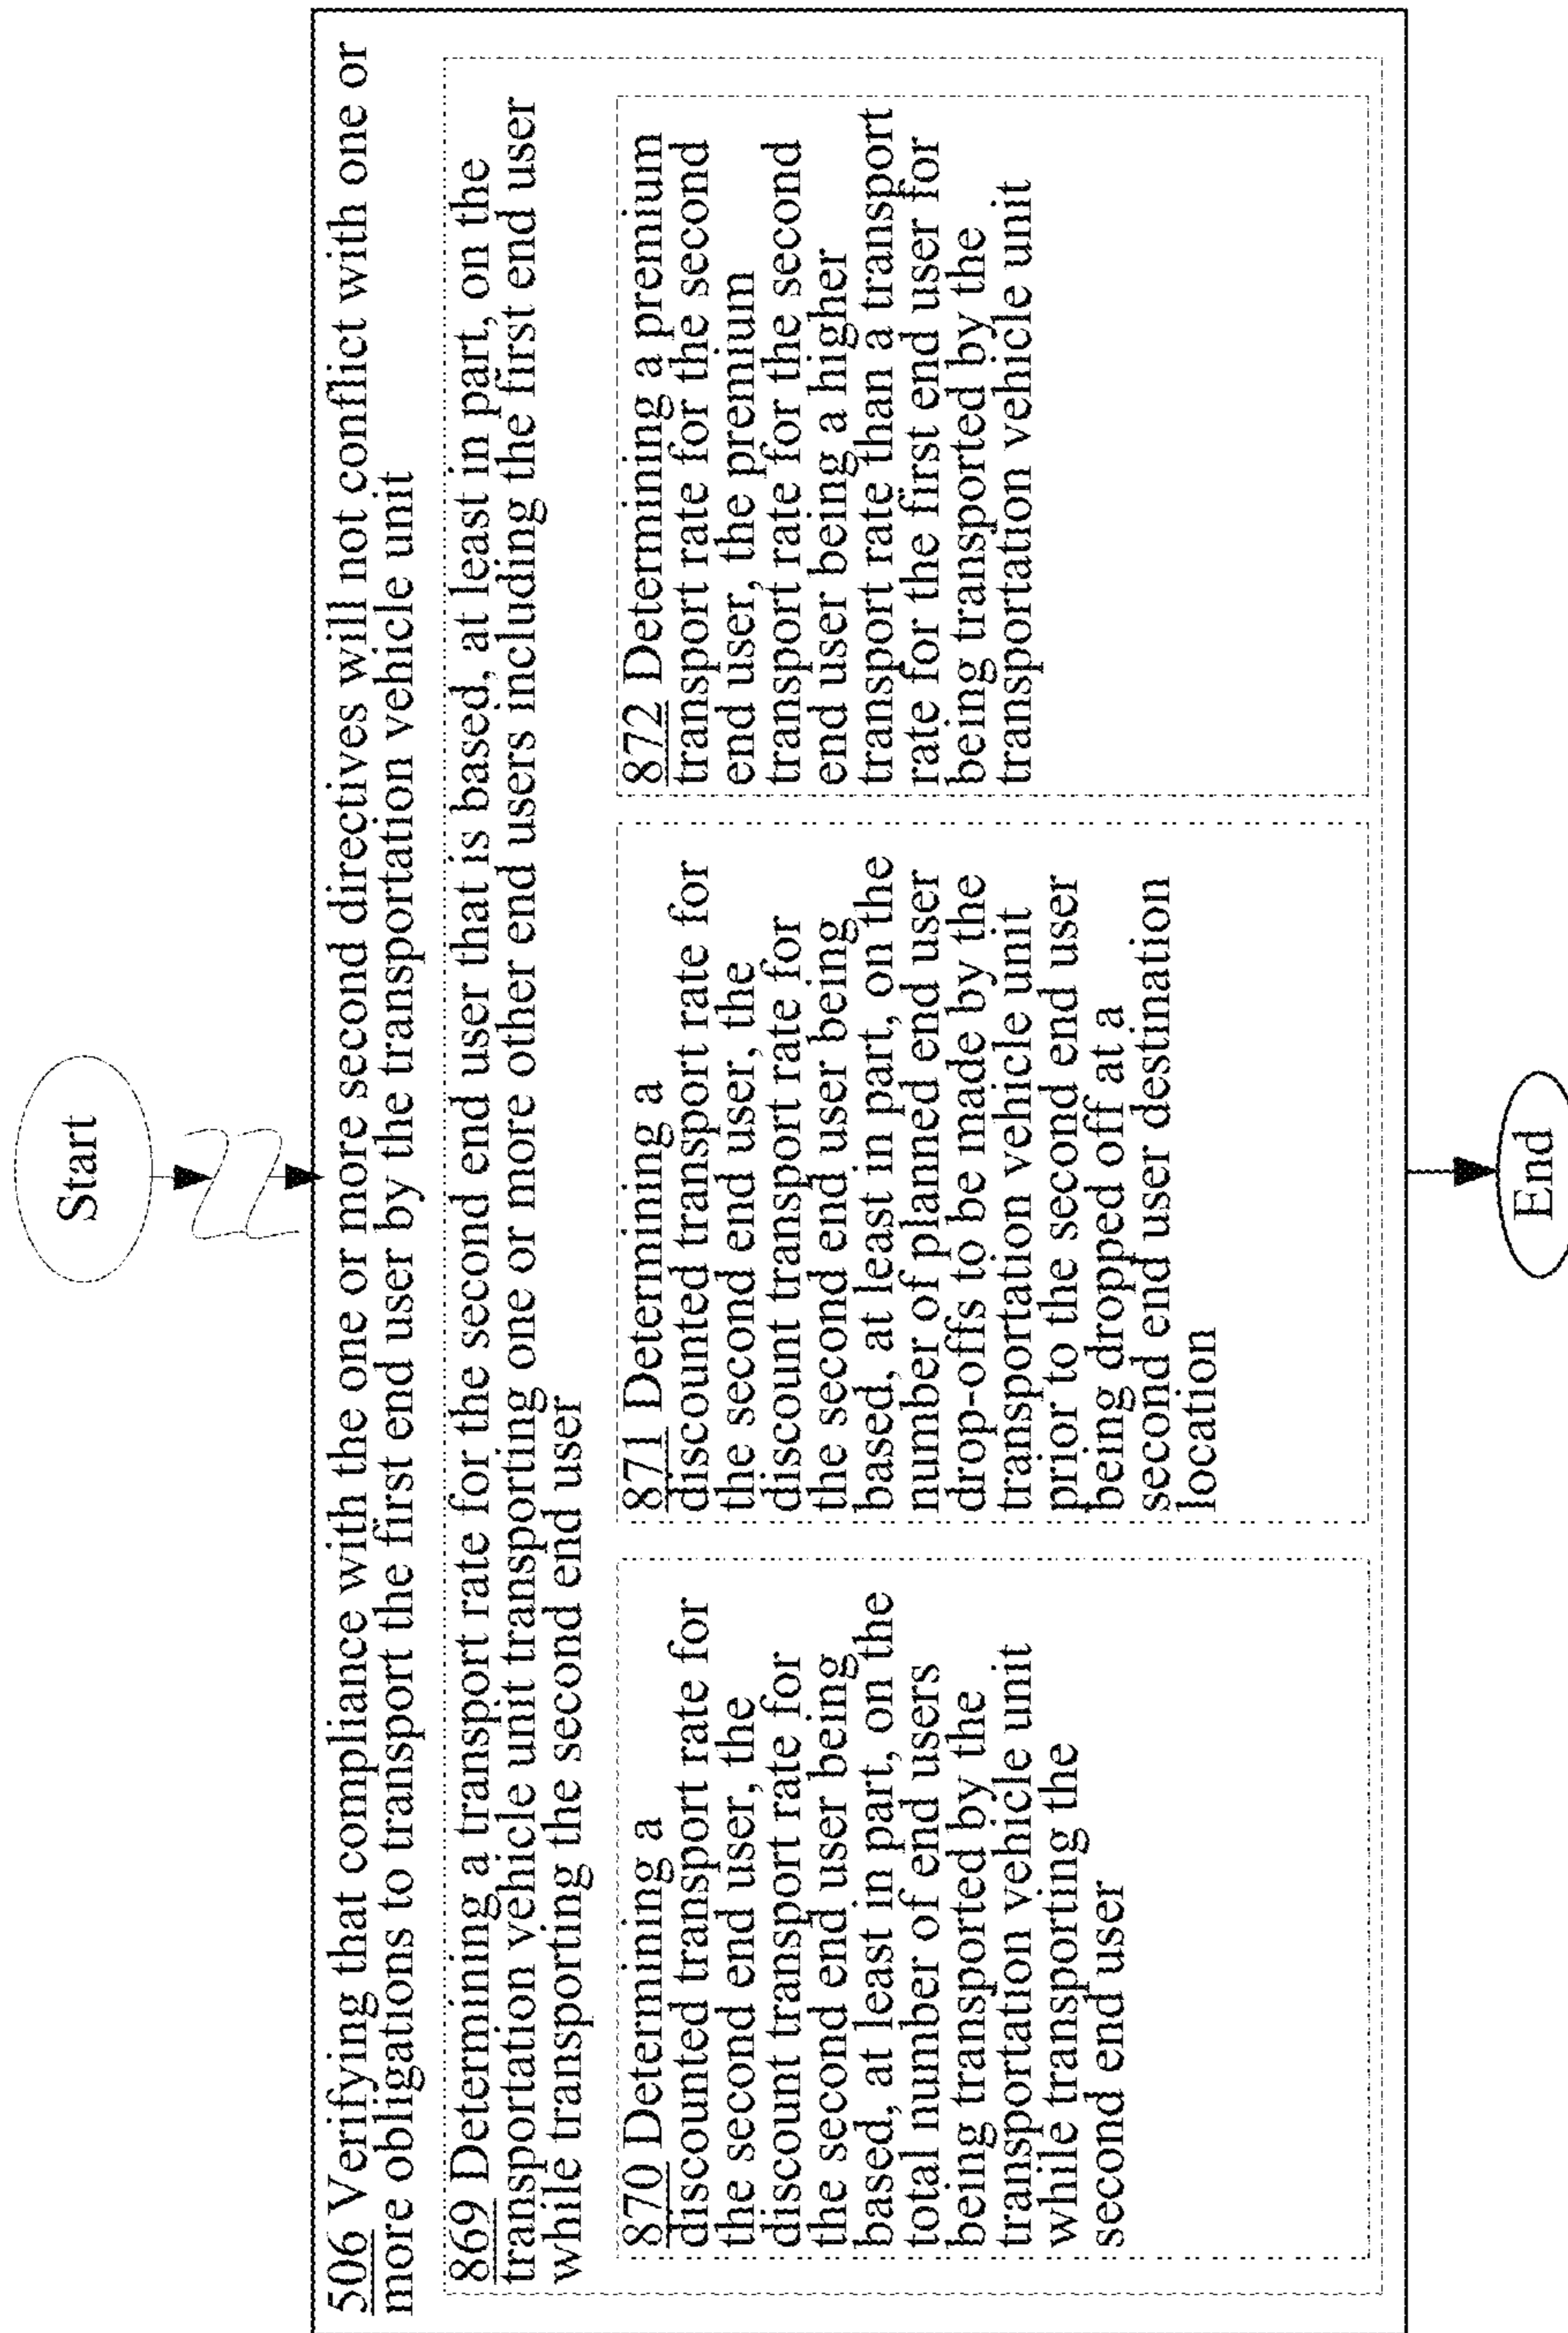 Start
506 Verifying that compliance with the one or more second directives will not conflict with one or
more obligations to transport the first end user by the transportation vehicle unit
869 Determining a transport rate for the second end user that is based, at least in part, on the
transportation vehicle unit transporting one or more other end users including the first end user
while transporting the second end user
870 Determining a
discounted transport rate for
the second end user, the
discount transport rate for
the second end user being
based, at least in part, on the
total number of end users
being transported by the
transportation vehicle unit
while transporting the
second end user
871 Determining a
discounted transport rate for
the second end user, the
discount transport rate for
the second end user being
based, at least in part, on the
number of planned end user
drop-offs to be made by the
transportation vehicle unit
prior to the second end user
being dropped off at a
second end user destination
location
872 Determining a premium
transport rate for the second
end user, the premium
transport rate for the second
end user being a higher
transport rate than a transport
rate for the first end user for
being transported by the
transportation vehicle unit
End